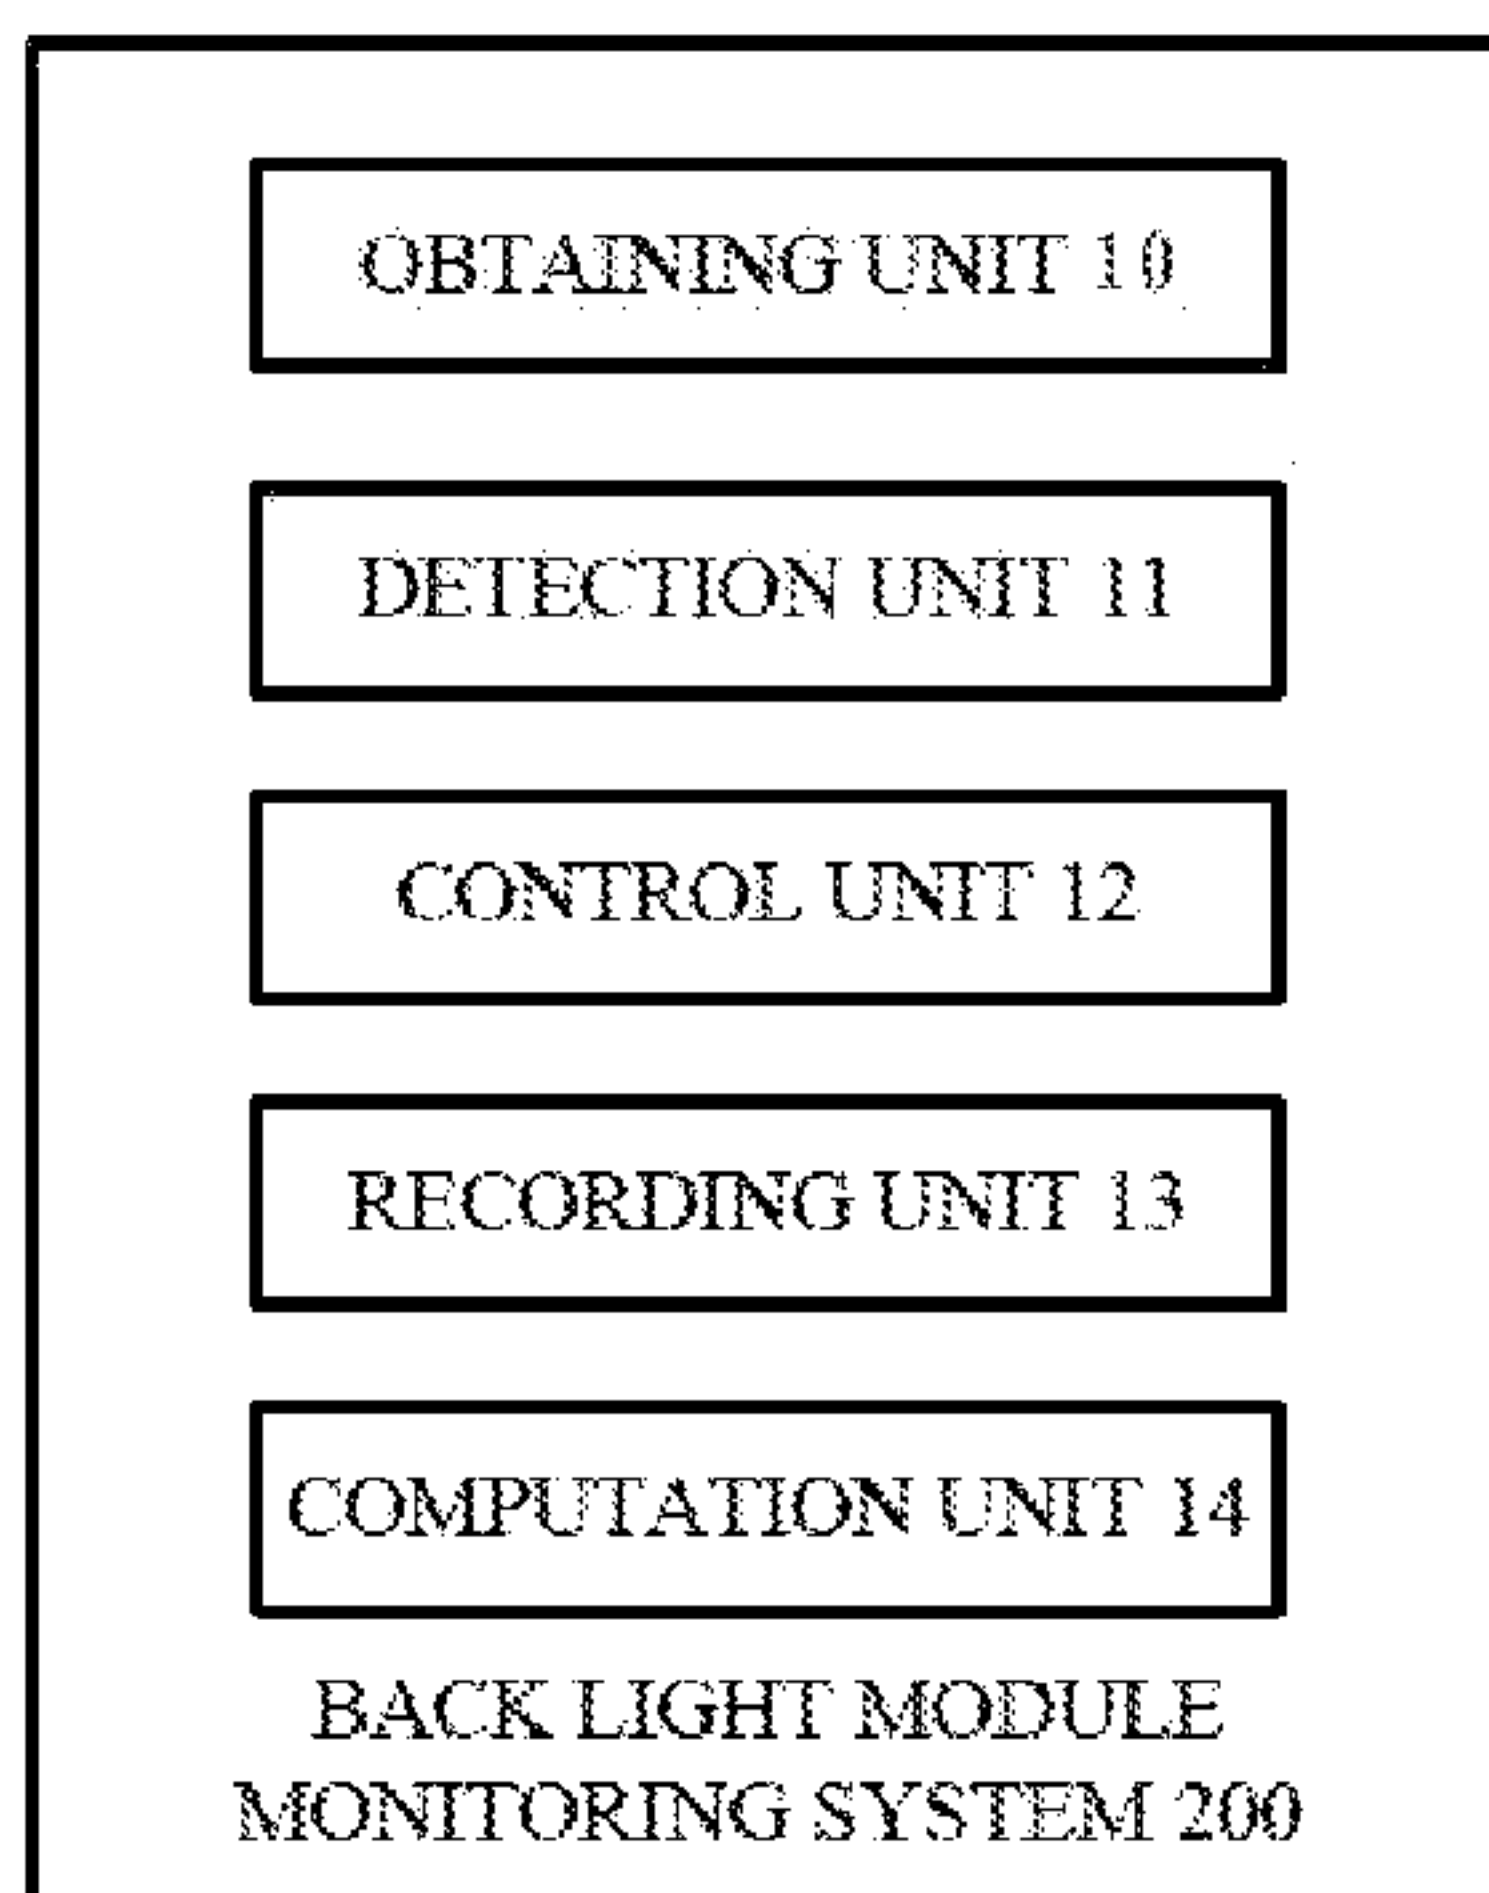 OBTAINING UNIT 10
DETECTION UNIT 11
CONTROL UNIT 12
RECORDING UNIT 13
COMPUTATION UNIT 14
BACK LIGHT MODULE
MONITORING SYSTEM 200